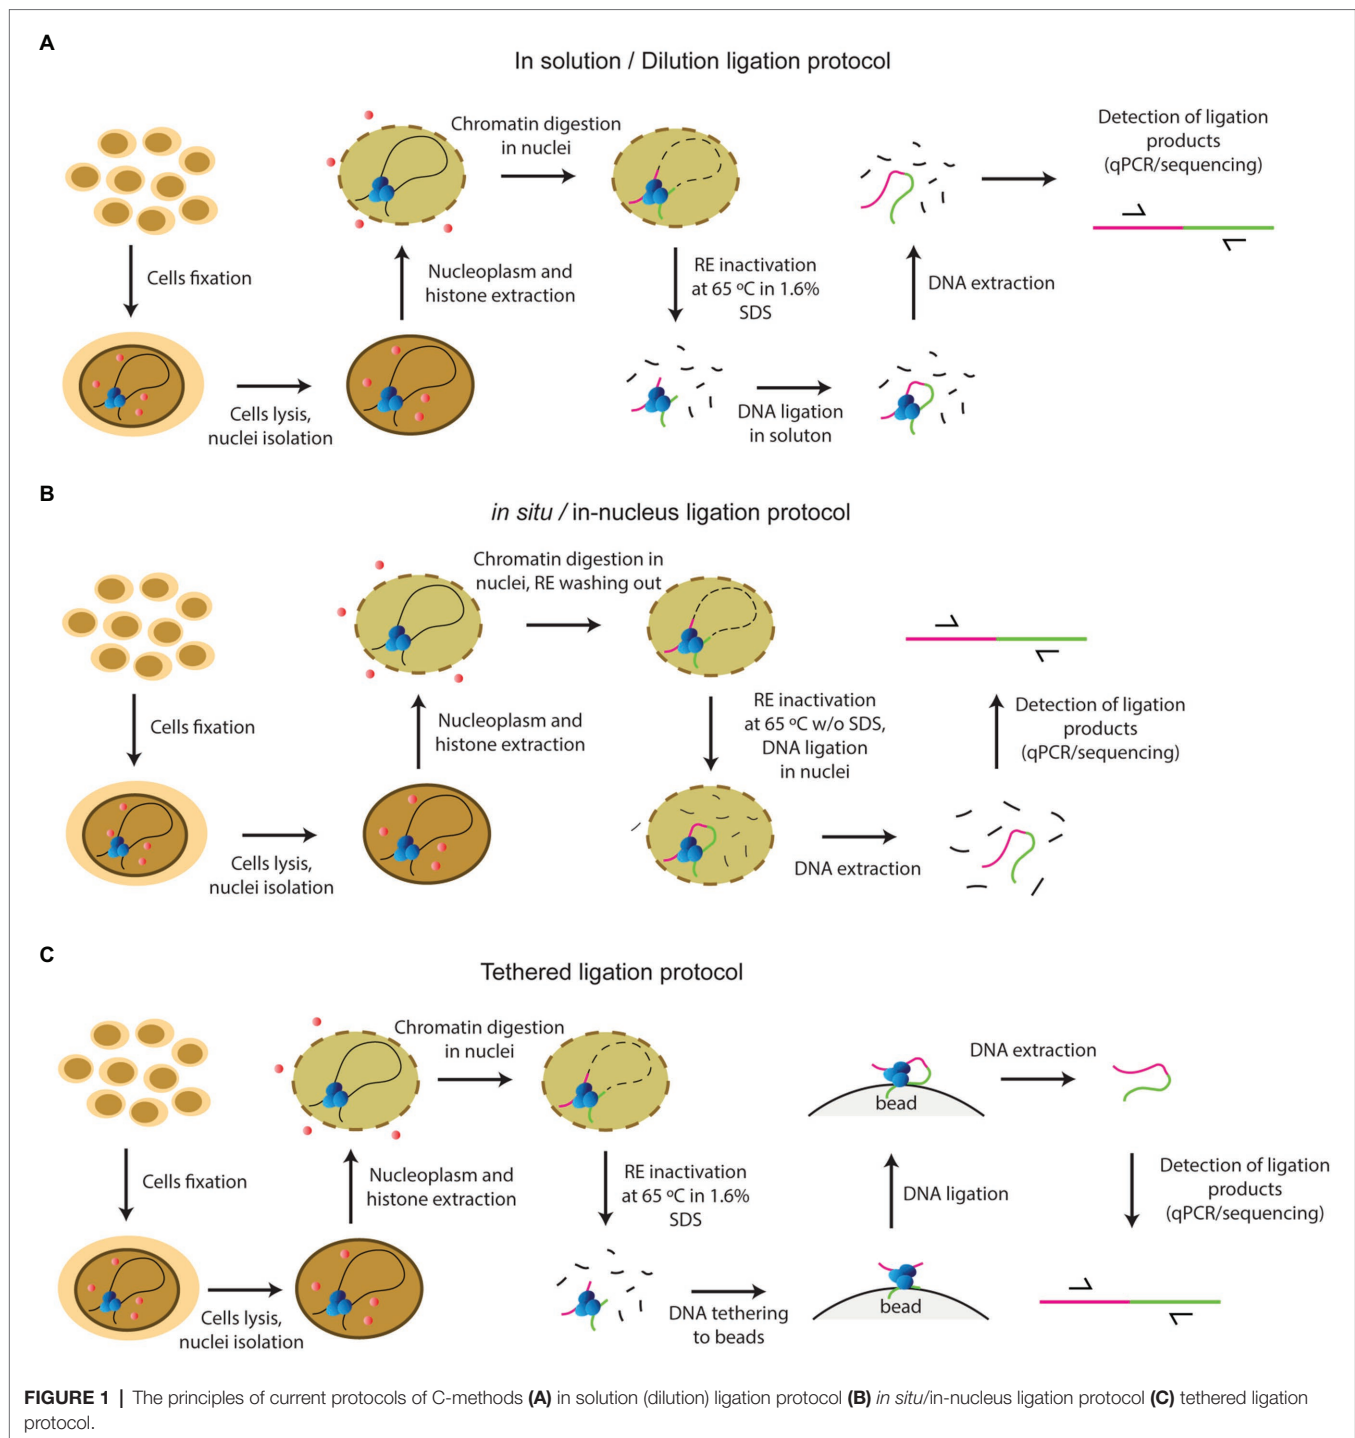 A
In solution / Dilution ligation protocol
Chromatin digestion
in nuclei
Detection of ligation
products
(qPCR/sequencing)
Cells fixation
Nucleoplasm and
histone extraction
RE inactivation
at 65 ºC in 1.6%
SDS
DNA extraction
Cells lysis,
nuclei isolation
DNA ligation
in soluton
B
in situ / in-nucleus ligation protocol
Chromatin digestion in
nuclei, RE washing out
Cells fixation
Nucleoplasm and
histone extraction
RE inactivation
at 65 ºC w/o SDS,
DNA ligation
in nuclei
Detection of ligation
products
(qPCR/sequencing)
Cells lysis,
nuclei isolation
DNA extraction
C
Tethered ligation protocol
Chromatin digestion
in nuclei
DNA extraction
bead
Cells fixation
Nucleoplasm and
histone extraction
RE inactivation
at 65 ºC in 1.6%
SDS
DNA ligation
Detection of ligation
products
(qPCR/sequencing)
Cells lysis,
nuclei isolation
DNA tethering
to beads
bead
FIGURE 1 | The principles of current protocols of C-methods (A) in solution (dilution) ligation protocol (B) in situ/in-nucleus ligation protocol (C) tethered ligation
protocol.